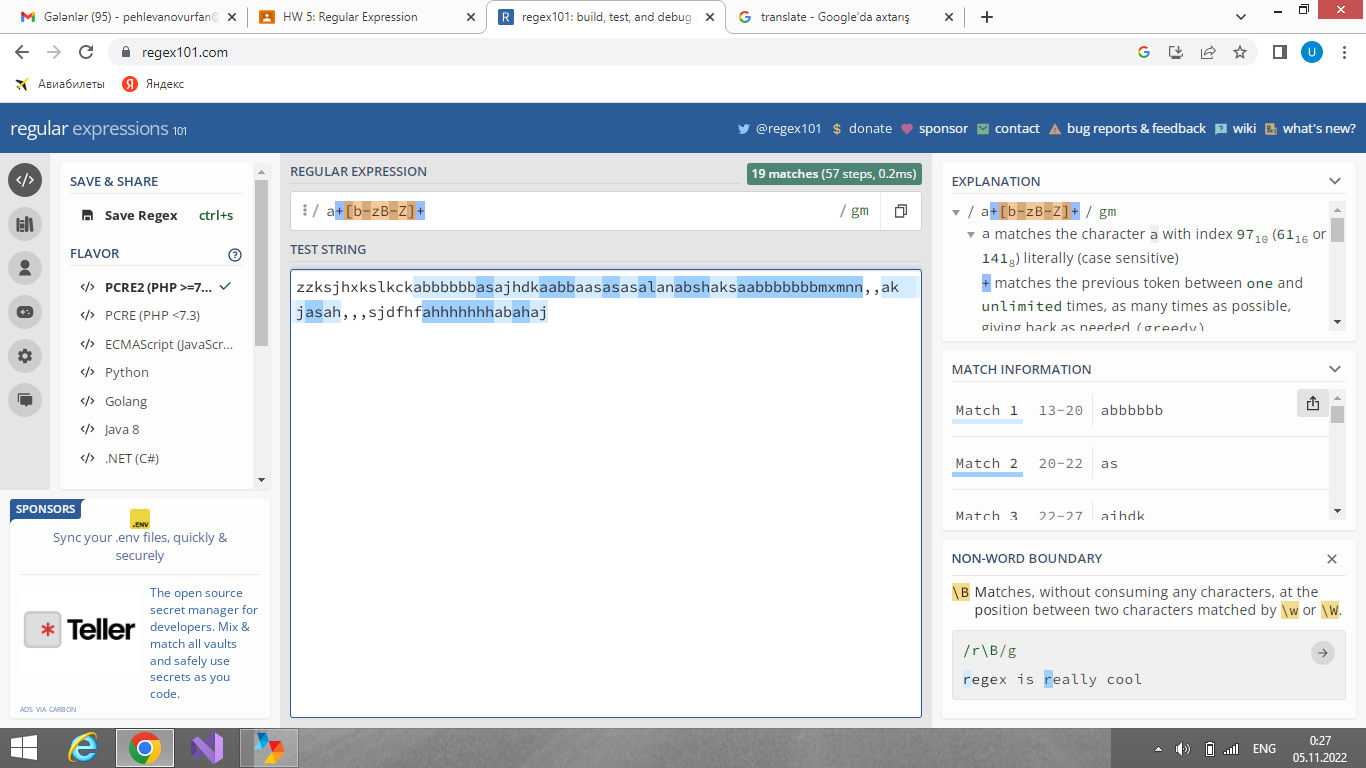 Gələnlər (95) - pehlevanovurfan@
HW 5: Regular Expression
regex101: build, test, and debug
translate - Google'da axtarış
regex101.com
U
Авиабилеты
Яндекс
regular expressions 101
@regex101
$ donate
sponsor
contact
bug reports & feedback
wiki
what's new?
SAVE & SHARE
Save Regex ctrl+s
FLAVOR
PCRE2 (PHP >=7...
PCRE (PHP <7.3)
ECMAScript (JavaScr...
Python
Golang
Java 8
.NET (C#)
SPONSORS
.ENV
Sync your .env files, quickly &
securely
Teller
The open source
secret manager for
developers. Mix &
match all vaults
and safely use
secrets as you
code.
ADS VIA CARBON
REGULAR EXPRESSION
19 matches (57 steps, 0.2ms)
/ a+[b-zB-Z]+ / gm
TEST STRING
zzksjhxkslkckabbbbbbasajhdkaabbaasasasalanabshaksaabbbbbbbmxmnn,,ak
jasah,,,sjdfhfahhhhhhhabahaj
EXPLANATION
/ a+[b-zB-Z]+ / gm
a matches the character a with index 97₁₀ (61₁₆ or
141₈) literally (case sensitive)
+ matches the previous token between one and
unlimited times, as many times as possible,
giving back as needed (greedy)
MATCH INFORMATION
Match 1 13-20 abbbbbb
Match 2 20-22 as
Match 3 22-27 ajhdk
NON-WORD BOUNDARY
\B Matches, without consuming any characters, at the
position between two characters matched by \w or \W.
/r\B/g
regex is really cool
ENG
0:27
05.11.2022